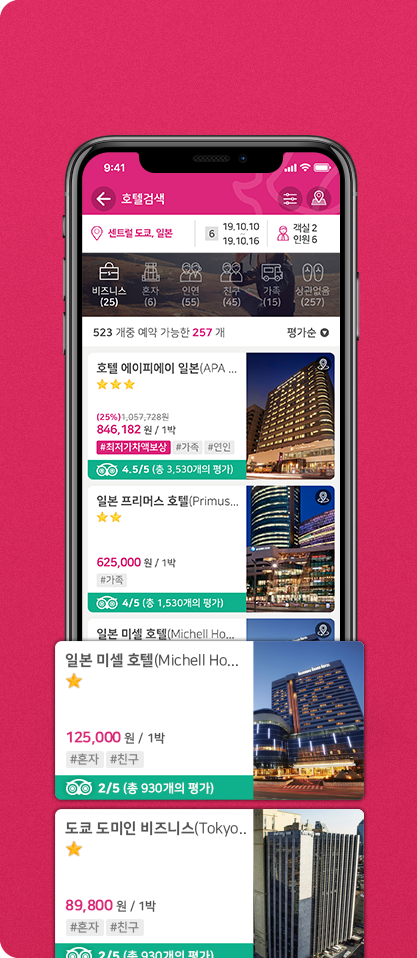 9:41
호텔검색
센트럴 도쿄, 일본
6
19.10.10
~
19.10.16
객실 2
인원 6
비즈니스
(25)
혼자
(6)
인연
(55)
친구
(45)
가족
(15)
상관없음
(257)
523 개중 예약 가능한 257 개
평가순
호텔 에이피에이 일본(APA ...
(25%)1,057,728원
846,182 원 / 1박
#최저가치액보상 #가족 #연인
4.5/5 (총 3,530개의 평가)
일본 프리머스 호텔(Primus...
625,000 원 / 1박
#가족
4/5 (총 1,530개의 평가)
일본 미셀 호텔(Michell Ho...
일본 미셀 호텔(Michell Ho...
125,000 원 / 1박
#혼자 #친구
2/5 (총 930개의 평가)
도쿄 도미인 비즈니스(Tokyo...
89,800 원 / 1박
#혼자 #친구
2/5 (총 930개의 평가)